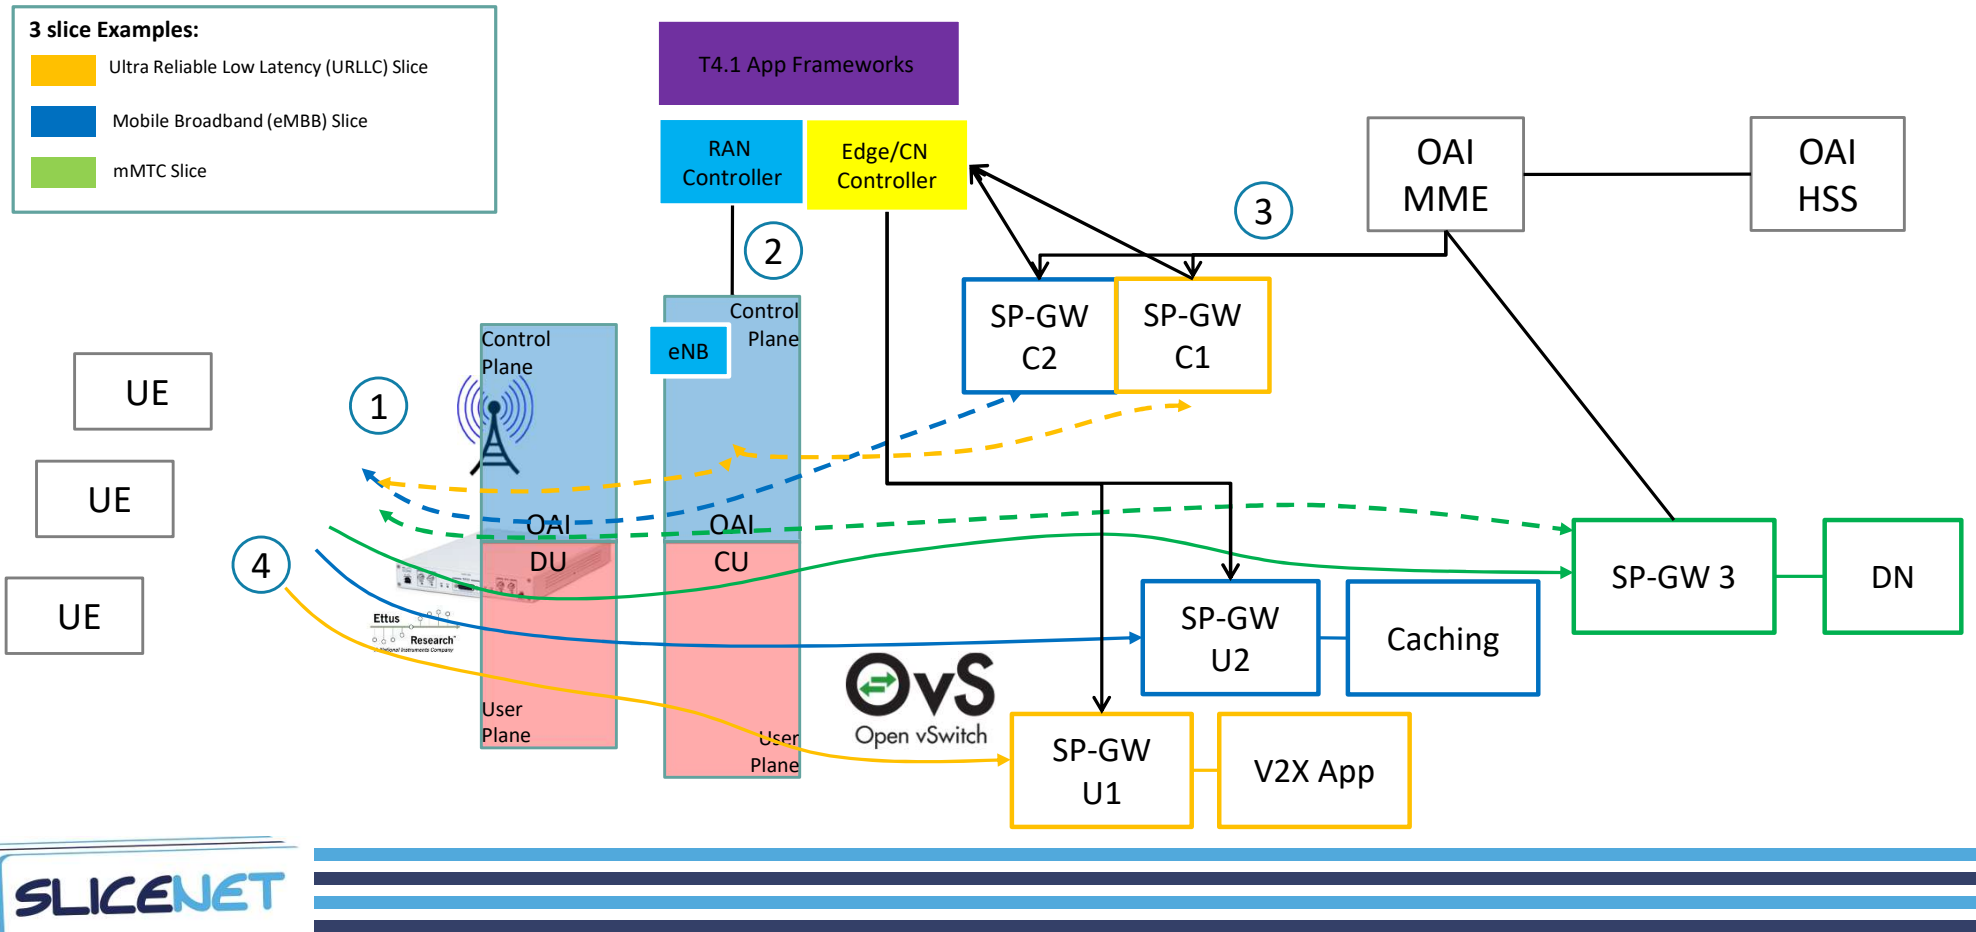 3 slice Examples:
Ultra Reliable Low Latency (URLLC) Slice
Mobile Broadband (eMBB) Slice
mMTC Slice
T4.1 App Frameworks
RAN
Controller
Edge/CN
Controller
OAI
MME
OAI
HSS
1
2
3
4
Control
Plane
Control
Plane
eNB
SP-GW
C2
SP-GW
C1
UE
UE
UE
OAI
DU
OAI
CU
Ettus
Research
A National Instruments Company
User
Plane
User
Plane
OvS
Open vSwitch
SP-GW
U2
Caching
SP-GW
U1
V2X App
SP-GW 3
DN
SLICENET